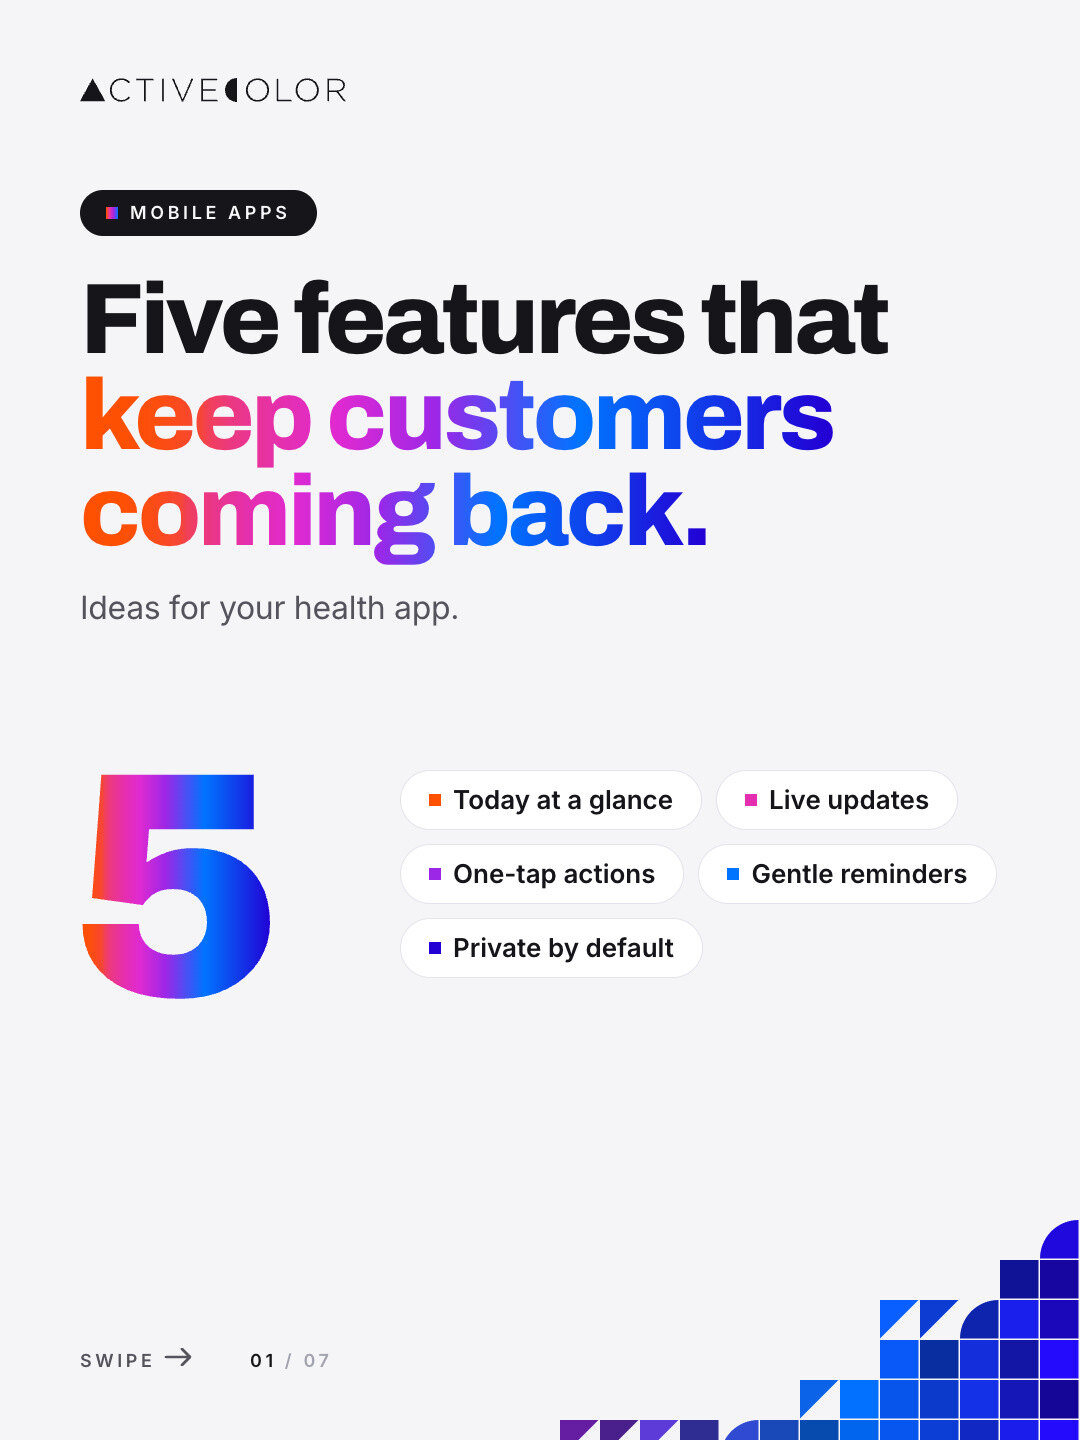 ACTIVECOLOR
MOBILE APPS
Five features that
keep customers
coming back.
Ideas for your health app.
5
Today at a glance
Live updates
One-tap actions
Gentle reminders
Private by default
SWIPE → 01 / 07